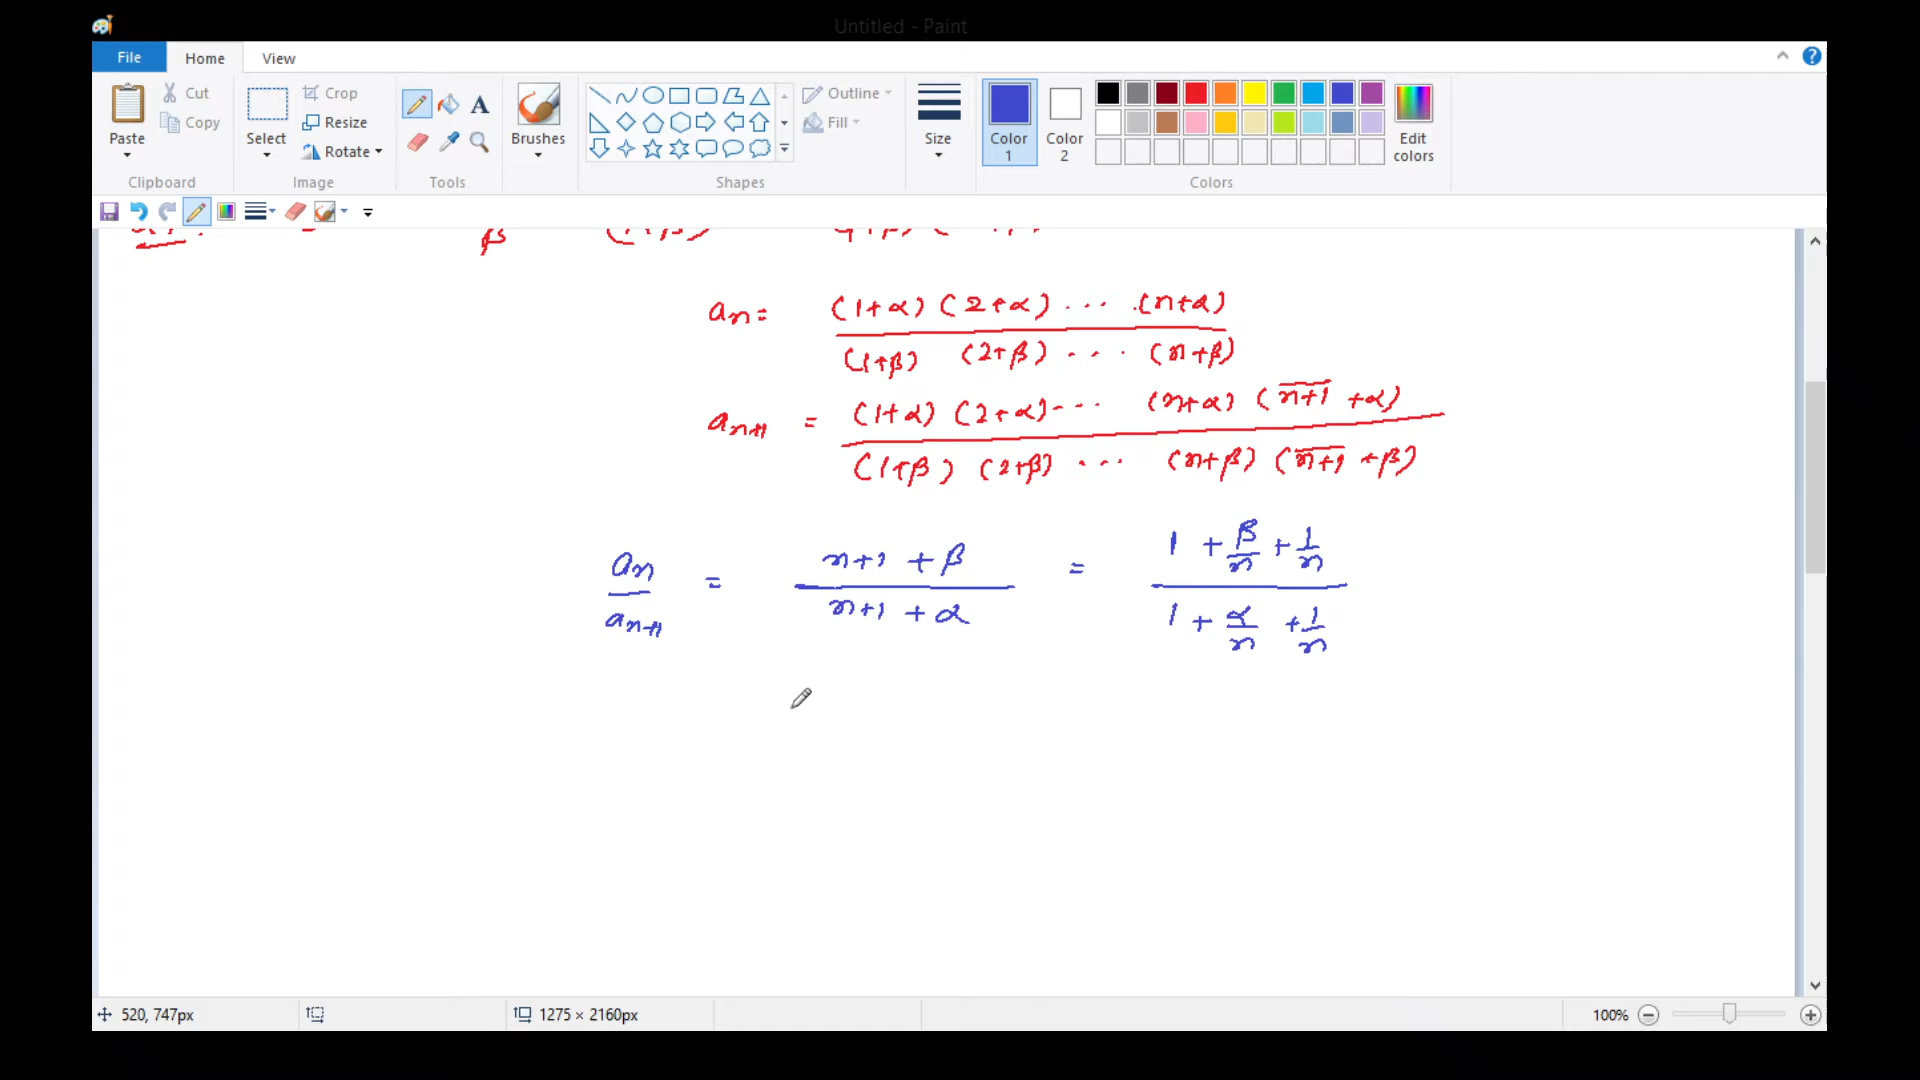 Untitled - Paint
File Home View
Paste Cut Copy Clipboard
Select Crop Resize Rotate Image
A Tools
Brushes
Shapes Outline Fill
Size
Color 1 Color 2
Edit colors
Colors
aₙ = (1+α) (2+α) ... (n+α)
(1+β) (2+β) ... (n+β)
aₙ₊₁ = (1+α) (2+α) ... (n+α) (n+1 +α)
(1+β) (2+β) ... (n+β) (n+1 +β)
aₙ / aₙ₊₁ = (n+1 + β) / (n+1 + α) = (1 + β/n + 1/n) / (1 + α/n + 1/n)
520, 747px 1275 × 2160px 100%